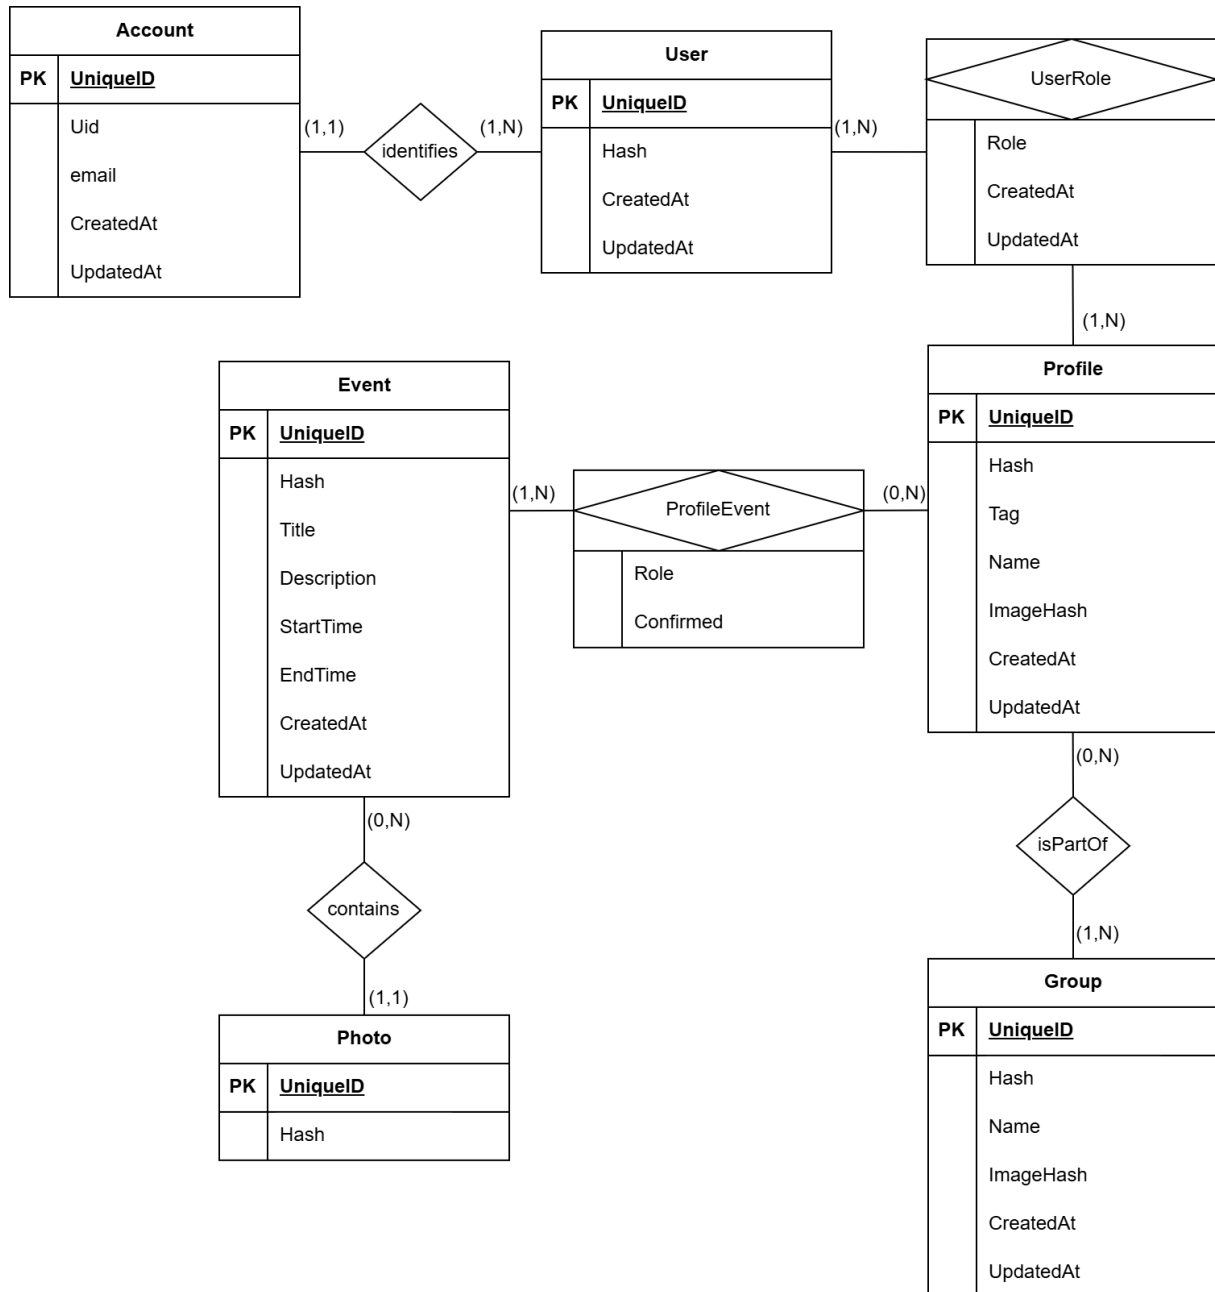 Account
PK UniqueID
Uid
email
CreatedAt
UpdatedAt
(1,1)
identifies
(1,N)
User
PK UniqueID
Hash
CreatedAt
UpdatedAt
(1,N)
UserRole
Role
CreatedAt
UpdatedAt
(1,N)
Profile
PK UniqueID
Hash
Tag
Name
ImageHash
CreatedAt
UpdatedAt
(0,N)
ProfileEvent
Role
Confirmed
(1,N)
Event
PK UniqueID
Hash
Title
Description
StartTime
EndTime
CreatedAt
UpdatedAt
(0,N)
contains
(1,1)
Photo
PK UniqueID
Hash
(0,N)
isPartOf
(1,N)
Group
PK UniqueID
Hash
Name
ImageHash
CreatedAt
UpdatedAt